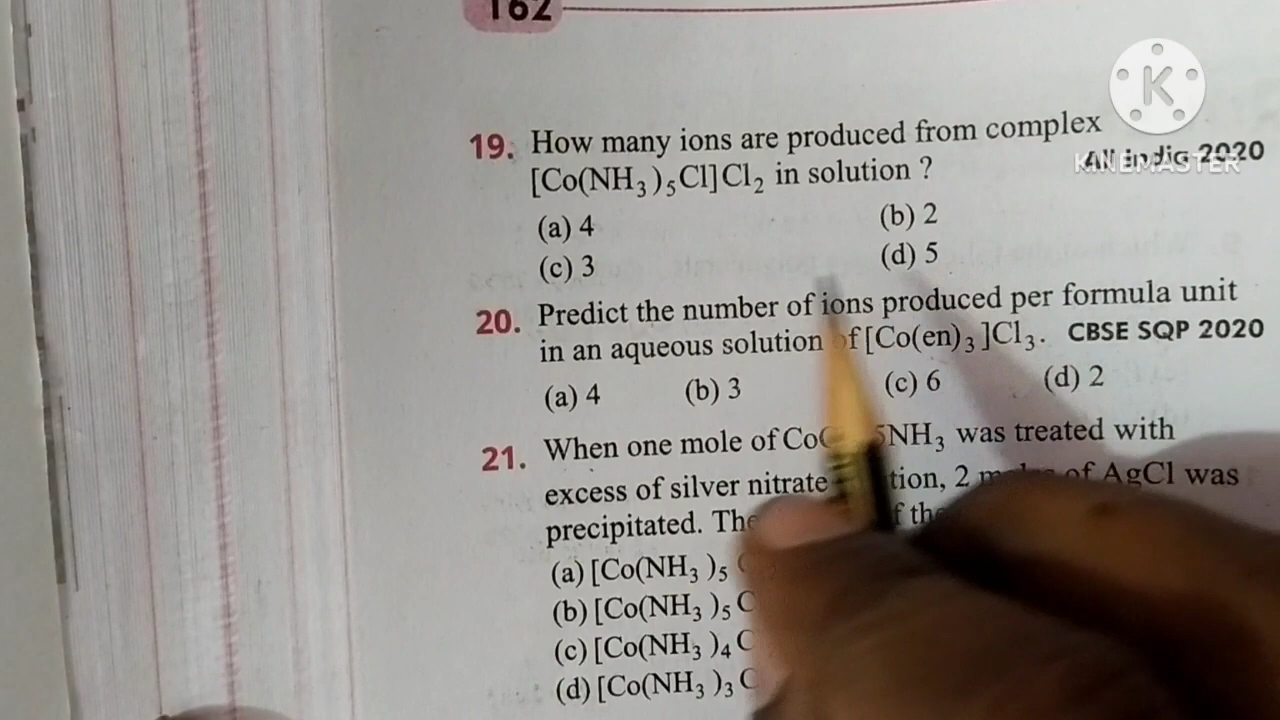 162
19. How many ions are produced from complex
[Co(NH₃)₅Cl]Cl₂ in solution ? All india 2020
KINEMASTER
(a) 4 (b) 2
(c) 3 (d) 5
20. Predict the number of ions produced per formula unit
in an aqueous solution of [Co(en)₃]Cl₃. CBSE SQP 2020
(a) 4 (b) 3 (c) 6 (d) 2
21. When one mole of 5NH₃ was treated with
excess of silver nitrate 2 of AgCl was
precipitated.
(a) [Co(NH₃)₅
(b) [Co(NH₃)₅ C
(c) [Co(NH₃)₄ C
(d) [Co(NH₃)₃ C